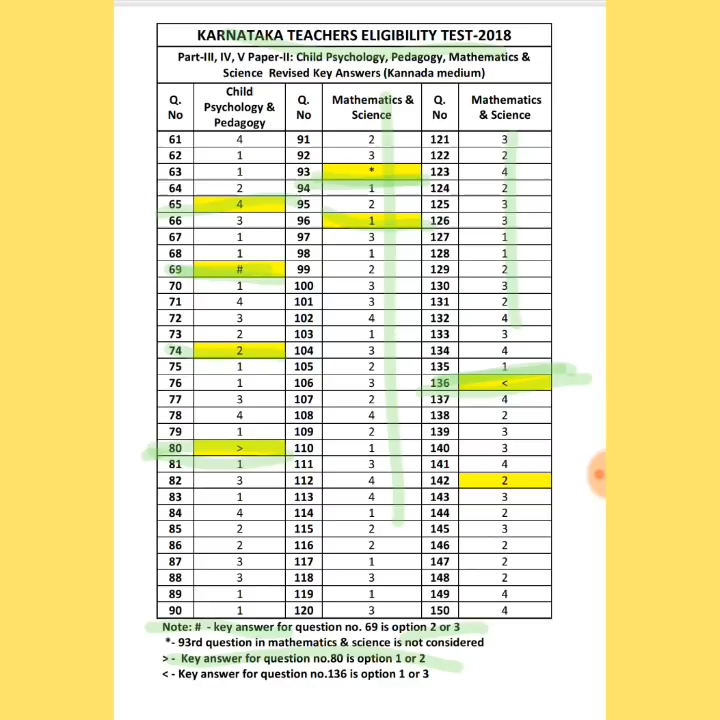 KARNATAKA TEACHERS ELIGIBILITY TEST-2018
Part-III, IV, V Paper-II: Child Psychology, Pedagogy, Mathematics &
Science Revised Key Answers (Kannada medium)
Q. No Child Psychology & Pedagogy Q. No Mathematics & Science Q. No Mathematics & Science
61 4 91 2 121 3
62 1 92 3 122 2
63 1 93 * 123 4
64 2 94 1 124 2
65 4 95 2 125 3
66 3 96 1 126 3
67 1 97 3 127 1
68 1 98 1 128 1
69 # 99 2 129 2
70 1 100 3 130 3
71 4 101 3 131 2
72 3 102 4 132 4
73 2 103 1 133 3
74 2 104 3 134 4
75 1 105 2 135 1
76 1 106 3 136 <
77 3 107 2 137 4
78 4 108 4 138 2
79 1 109 2 139 3
80 > 110 1 140 3
81 1 111 3 141 4
82 3 112 4 142 2
83 1 113 4 143 3
84 4 114 1 144 2
85 2 115 2 145 3
86 2 116 2 146 2
87 3 117 1 147 2
88 3 118 3 148 2
89 1 119 1 149 4
90 1 120 3 150 4
Note: # - key answer for question no. 69 is option 2 or 3
*- 93rd question in mathematics & science is not considered
> - Key answer for question no.80 is option 1 or 2
< - Key answer for question no.136 is option 1 or 3